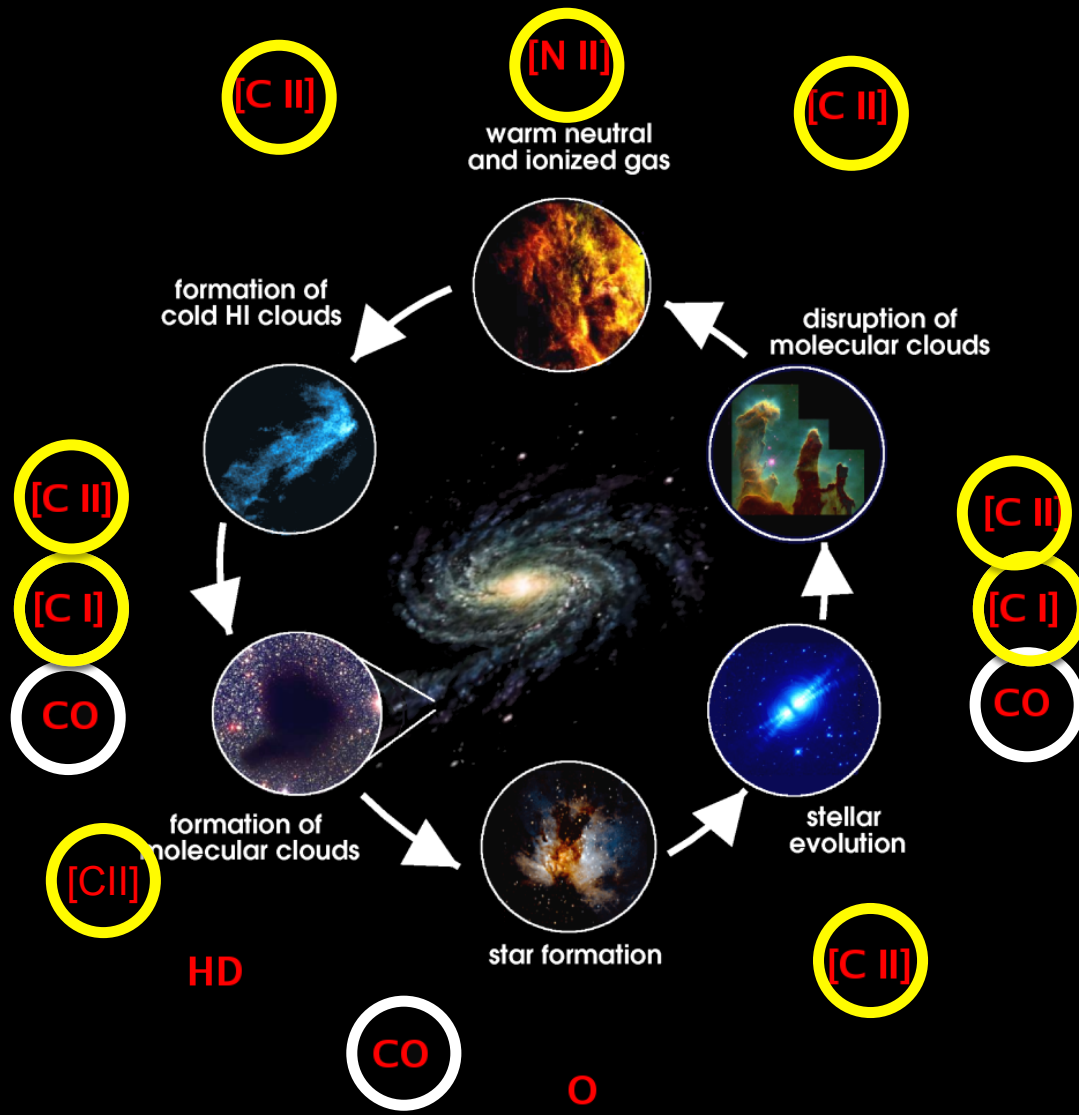 [C II]
[N II]
[C II]
warm neutral
and ionized gas
formation of
cold HI clouds
disruption of
molecular clouds
[C II]
[C I]
CO
[C II]
[C I]
CO
formation of
molecular clouds
stellar
evolution
[CII]
star formation
[C II]
HD
CO
O